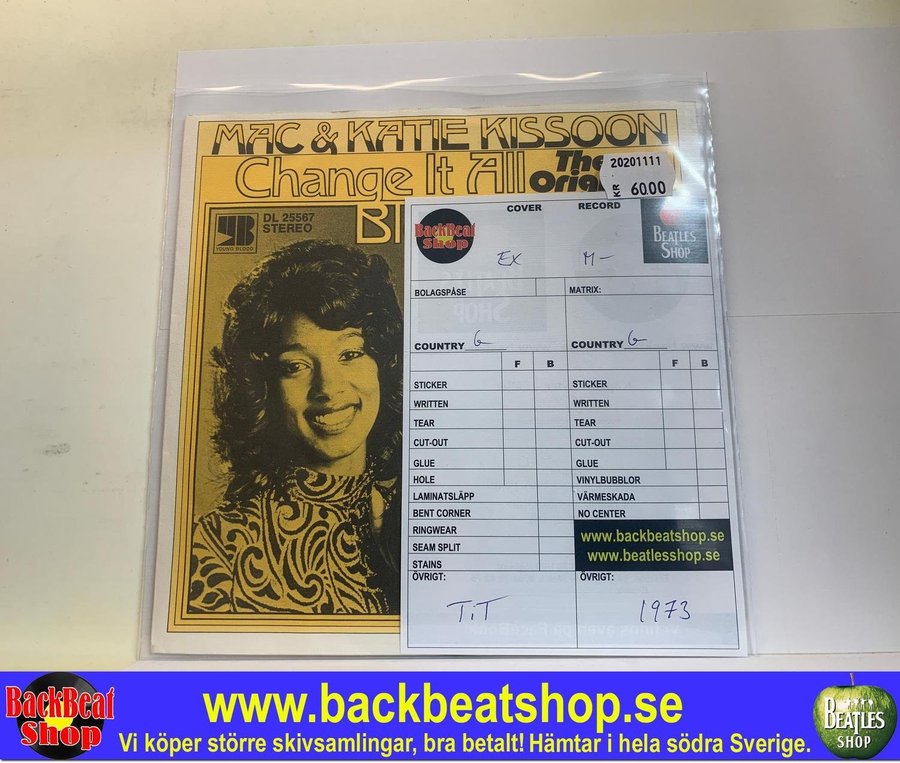 MAC & KATIE KISSOON
Change It All
The
20201111
KR 60.00
YOUNG BLOOD
DL 25567
STEREO
BackBeat Shop
COVER RECORD
BEATLES SHOP
EX M-
BOLAGSPÅSE MATRIX:
COUNTRY G COUNTRY G
F B F B
STICKER STICKER
WRITTEN WRITTEN
TEAR TEAR
CUT-OUT CUT-OUT
GLUE GLUE
HOLE VINYLBUBBLOR
LAMINATSLÄPP VÄRMESKADA
BENT CORNER NO CENTER
RINGWEAR
SEAM SPLIT
STAINS
www.backbeatshop.se
www.beatlesshop.se
ÖVRIGT: ÖVRIGT:
TiT 1973
BackBeat Shop
www.backbeatshop.se
Vi köper större skivsamlingar, bra betalt! Hämtar i hela södra Sverige.
BEATLES SHOP